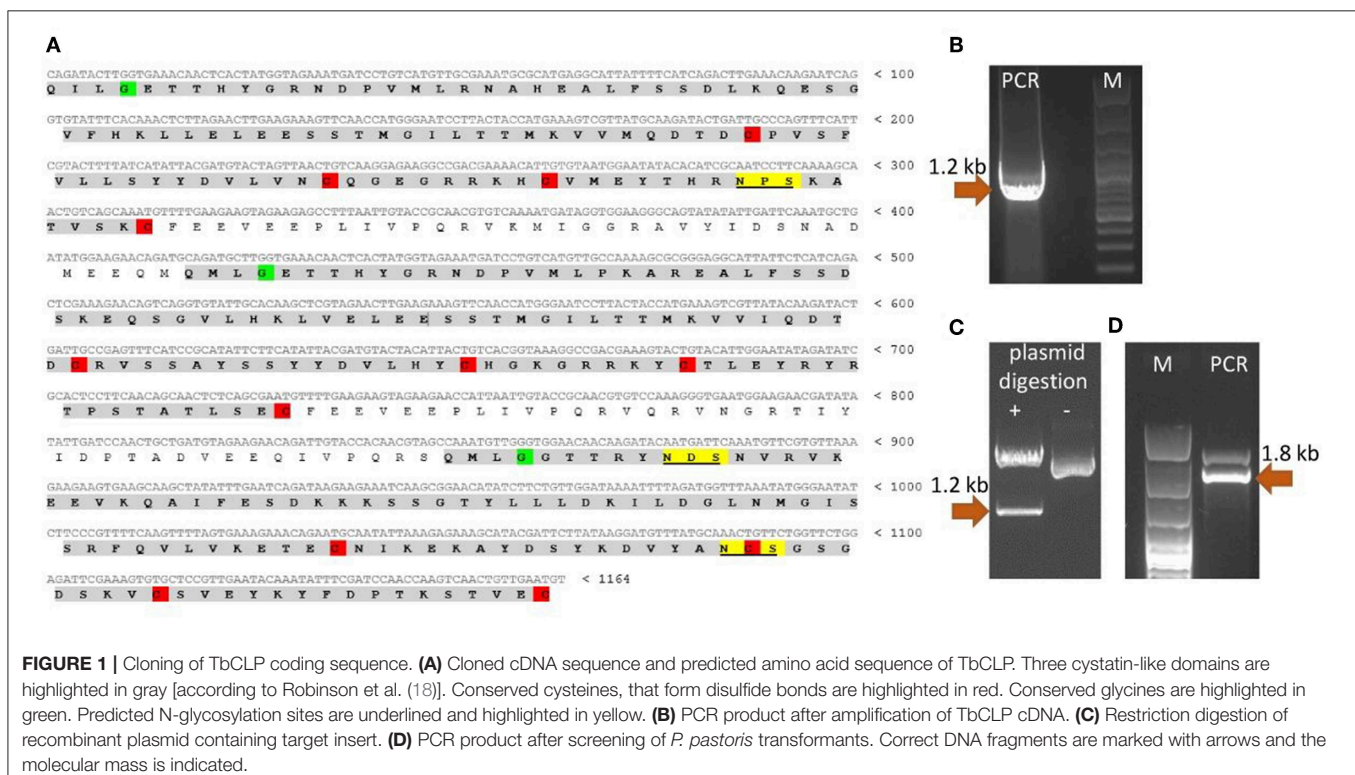 A
CAGATACTTGGTGAAACAACTCACTATGGTAGAAATGATCCTGTCATGTTGCGAAATGCGCATGAGGCATTATTTTCATCAGACTTGAAACAAGAATCAG < 100
Q I L G E T T H Y G R N D P V M L R N A H E A L F S S D L K Q E S G
GTGTATTTCACAAACTCTTAGAACTTGAAGAAAGTTCAACCATGGGAATCCTTACTACCATGAAAGTCGTTATGCAAGATACTGATTGCCCAGTTTCATT < 200
V F H K L L E L E E S S T M G I L T T M K V V M Q D T D C P V S F
CGTACTTTTATCATATTACGATGTACTAGTTAACTGTCAAGGAGAAGGCCGACGAAAACATTGTGTAATGGAATATACACATCGCAATCCTTCAAAAGCA < 300
V L L S Y Y D V L V N C Q G E G R R K H C V M E Y T H R N P S K A
ACTGTCAGCAAATGTTTTGAAGAAGTAGAAGAGCCTTTAATTGTACCGCAACGTGTCAAAATGATAGGTGGAAGGGCAGTATATATTGATTCAAATGCTG < 400
T V S K C F E E V E E P L I V P Q R V K M I G G R A V Y I D S N A D
ATATGGAAGAACAGATGCAGATGCTTGGTGAAACAACTCACTATGGTAGAAATGATCCTGTCATGTTGCCAAAAGCGCGGGAGGCATTATTCTCATCAGA < 500
M E E Q M Q M L G E T T H Y G R N D P V M L P K A R E A L F S S D
CTCGAAAGAACAGTCAGGTGTATTGCACAAGCTCGTAGAACTTGAAGAAAGTTCAACCATGGGAATCCTTACTACCATGAAAGTCGTTATACAAGATACT < 600
S K E Q S G V L H K L V E L E E S S T M G I L T T M K V V I Q D T
GATTGCCGAGTTTCATCCGCATATTCTTCATATTACGATGTACTACATTACTGTCACGGTAAAGGCCGACGAAAGTACTGTACATTGGAATATAGATATC < 700
D C R V S S A Y S S Y Y D V L H Y C H G K G R R K Y C T L E Y R Y R
GCACTCCTTCAACAGCAACTCTCAGCGAATGTTTTGAAGAAGTAGAAGAACCATTAATTGTACCGCAACGTGTCCAAAGGGTGAATGGAAGAACGATATA < 800
T P S T A T L S E C F E E V E E P L I V P Q R V Q R V N G R T I Y
TATTGATCCAACTGCTGATGTAGAAGAACAGATTGTACCACAACGTAGCCAAATGTTGGGTGGAACAACAAGATACAATGATTCAAATGTTCGTGTTAAA < 900
I D P T A D V E E Q I V P Q R S Q M L G G T T R Y N D S N V R V K
GAAGAAGTGAAGCAAGCTATATTTGAATCAGATAAGAAGAAATCAAGCGGAACATATCTTCTGTTGGATAAAATTTTAGATGGTTTAAATATGGGAATAT < 1000
E E V K Q A I F E S D K K K S S G T Y L L L D K I L D G L N M G I S
CTTCCCGTTTTCAAGTTTTAGTGAAAGAAACAGAATGCAATATTAAAGAGAAAGCATACGATTCTTATAAGGATGTTTATGCAAACTGTTCTGGTTCTGG < 1100
S R F Q V L V K E T E C N I K E K A Y D S Y K D V Y A N C S G S G
AGATTCGAAAGTGTGCTCCGTTGAATACAAATATTTCGATCCAACCAAGTCAACTGTTGAATGT < 1164
D S K V C S V E Y K Y F D P T K S T V E C
B
PCR M
1.2 kb
C
plasmid
digestion
+ -
1.2 kb
D
M PCR
1.8 kb
FIGURE 1 | Cloning of TbCLP coding sequence. (A) Cloned cDNA sequence and predicted amino acid sequence of TbCLP. Three cystatin-like domains are
highlighted in gray [according to Robinson et al. (18)]. Conserved cysteines, that form disulfide bonds are highlighted in red. Conserved glycines are highlighted in
green. Predicted N-glycosylation sites are underlined and highlighted in yellow. (B) PCR product after amplification of TbCLP cDNA. (C) Restriction digestion of
recombinant plasmid containing target insert. (D) PCR product after screening of P. pastoris transformants. Correct DNA fragments are marked with arrows and the
molecular mass is indicated.